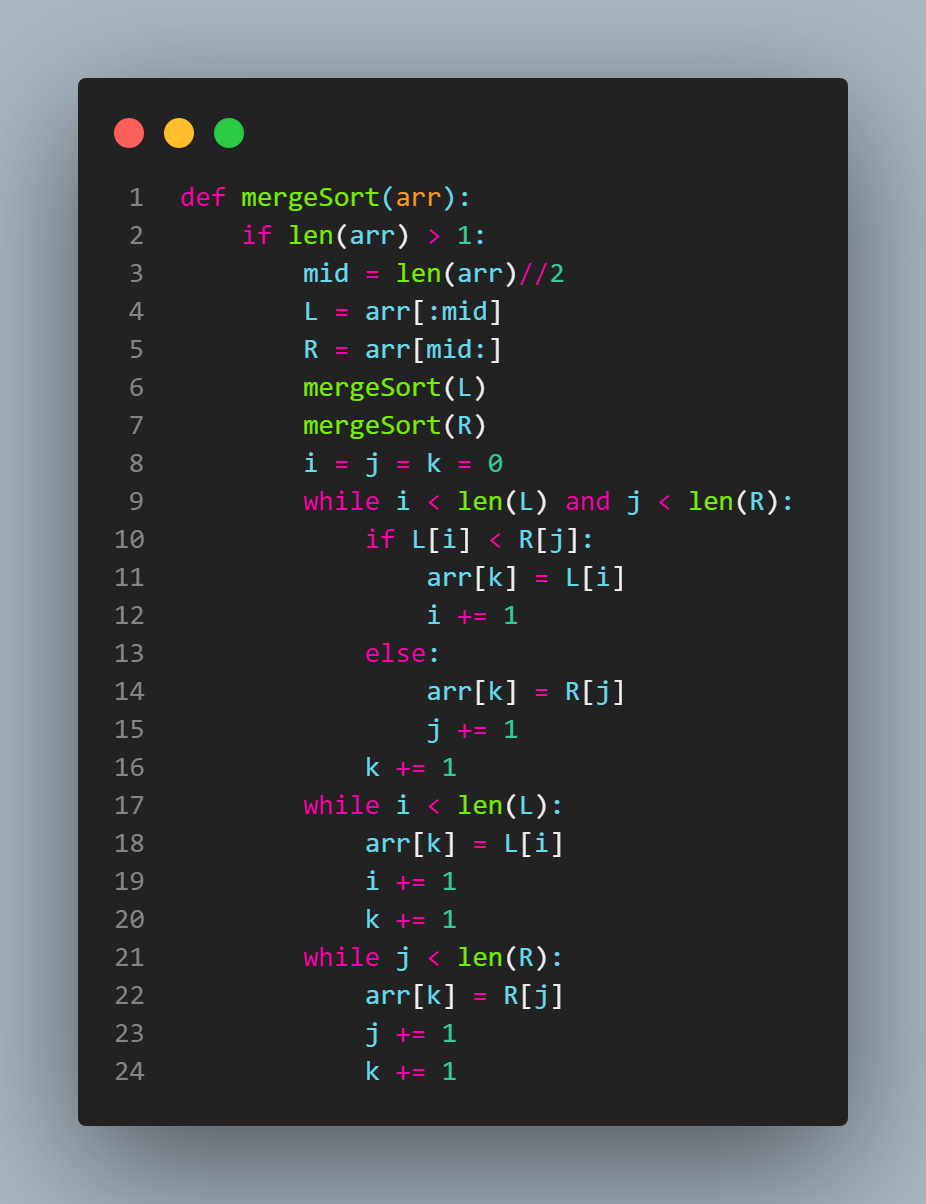 1 def mergeSort(arr):
2     if len(arr) > 1:
3         mid = len(arr)//2
4         L = arr[:mid]
5         R = arr[mid:]
6         mergeSort(L)
7         mergeSort(R)
8         i = j = k = 0
9         while i < len(L) and j < len(R):
10             if L[i] < R[j]:
11                 arr[k] = L[i]
12                 i += 1
13             else:
14                 arr[k] = R[j]
15                 j += 1
16             k += 1
17         while i < len(L):
18             arr[k] = L[i]
19             i += 1
20             k += 1
21         while j < len(R):
22             arr[k] = R[j]
23             j += 1
24             k += 1